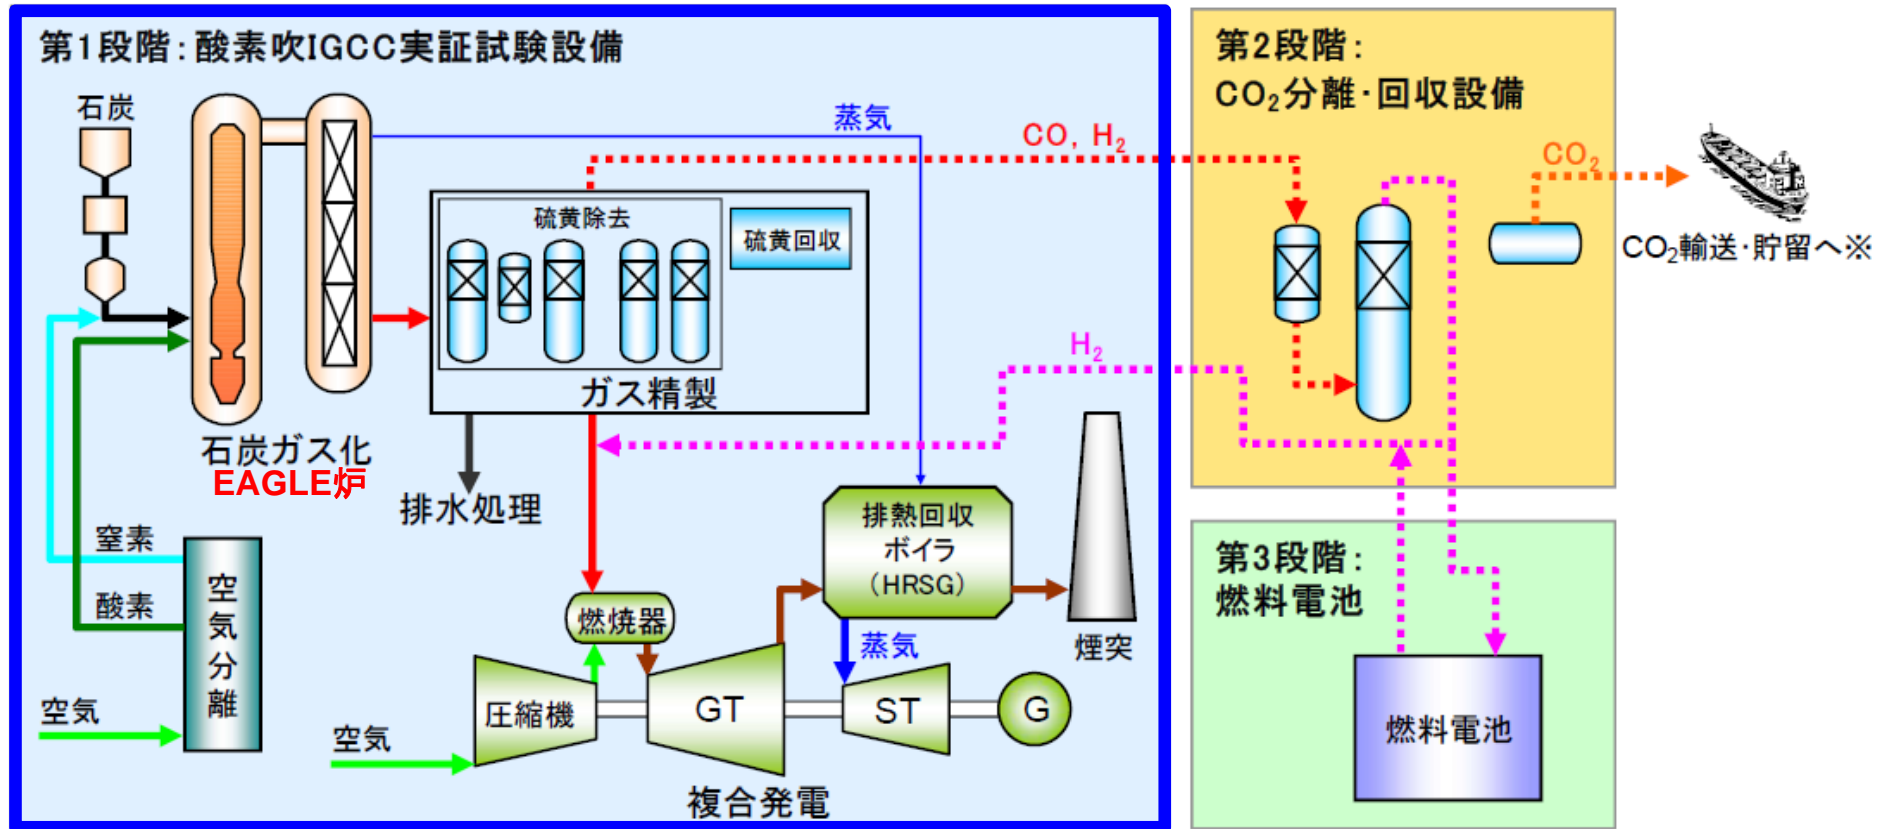 第1段階:酸素吹IGCC実証試験設備
石炭
蒸気
CO, H₂
硫黄除去
硫黄回収
ガス精製
石炭ガス化
EAGLE炉
排水処理
H₂
窒素
酸素
空気分離
空気
空気
燃焼器
圧縮機
GT
ST
G
複合発電
排熱回収
ボイラ
(HRSG)
蒸気
煙突
第2段階:
CO₂分離・回収設備
CO₂
CO₂輸送・貯留へ※
第3段階:
燃料電池
燃料電池